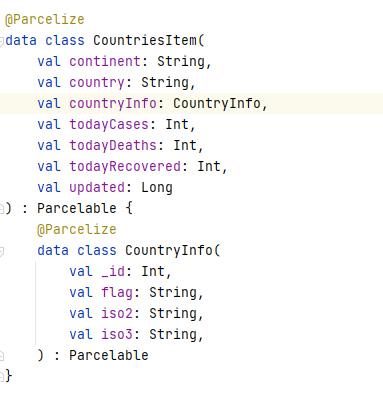 @Parcelize
data class CountriesItem(
    val continent: String,
    val country: String,
    val countryInfo: CountryInfo,
    val todayCases: Int,
    val todayDeaths: Int,
    val todayRecovered: Int,
    val updated: Long
) : Parcelable {
    @Parcelize
    data class CountryInfo(
        val _id: Int,
        val flag: String,
        val iso2: String,
        val iso3: String,
    ) : Parcelable
}